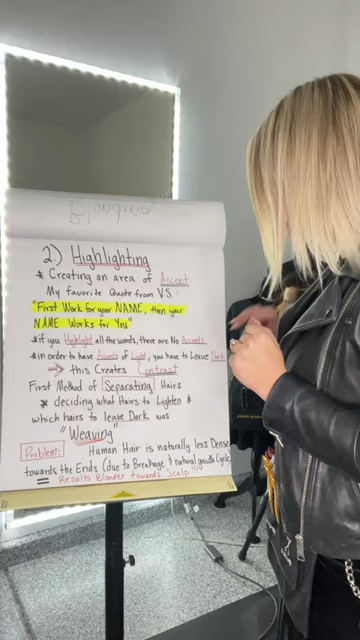 2) Highlighting
* Creating an area of Accent
My favorite Quote from VS:
"First Work for your NAME, then your
NAME Works for You"
* if you Highlight all the words, there are No Accents
* in order to have Accents of Light, you have to Leave Dark
⇒ this Creates Contrast
First Method of Separating Hairs
* deciding what Hairs to Lighten &
which hairs to leave Dark was
"Weaving"
Problem: Human Hair is naturally less Dense
towards the Ends (due to Breakage & natural growth Cycle)
= Results Blonder towards Scalp